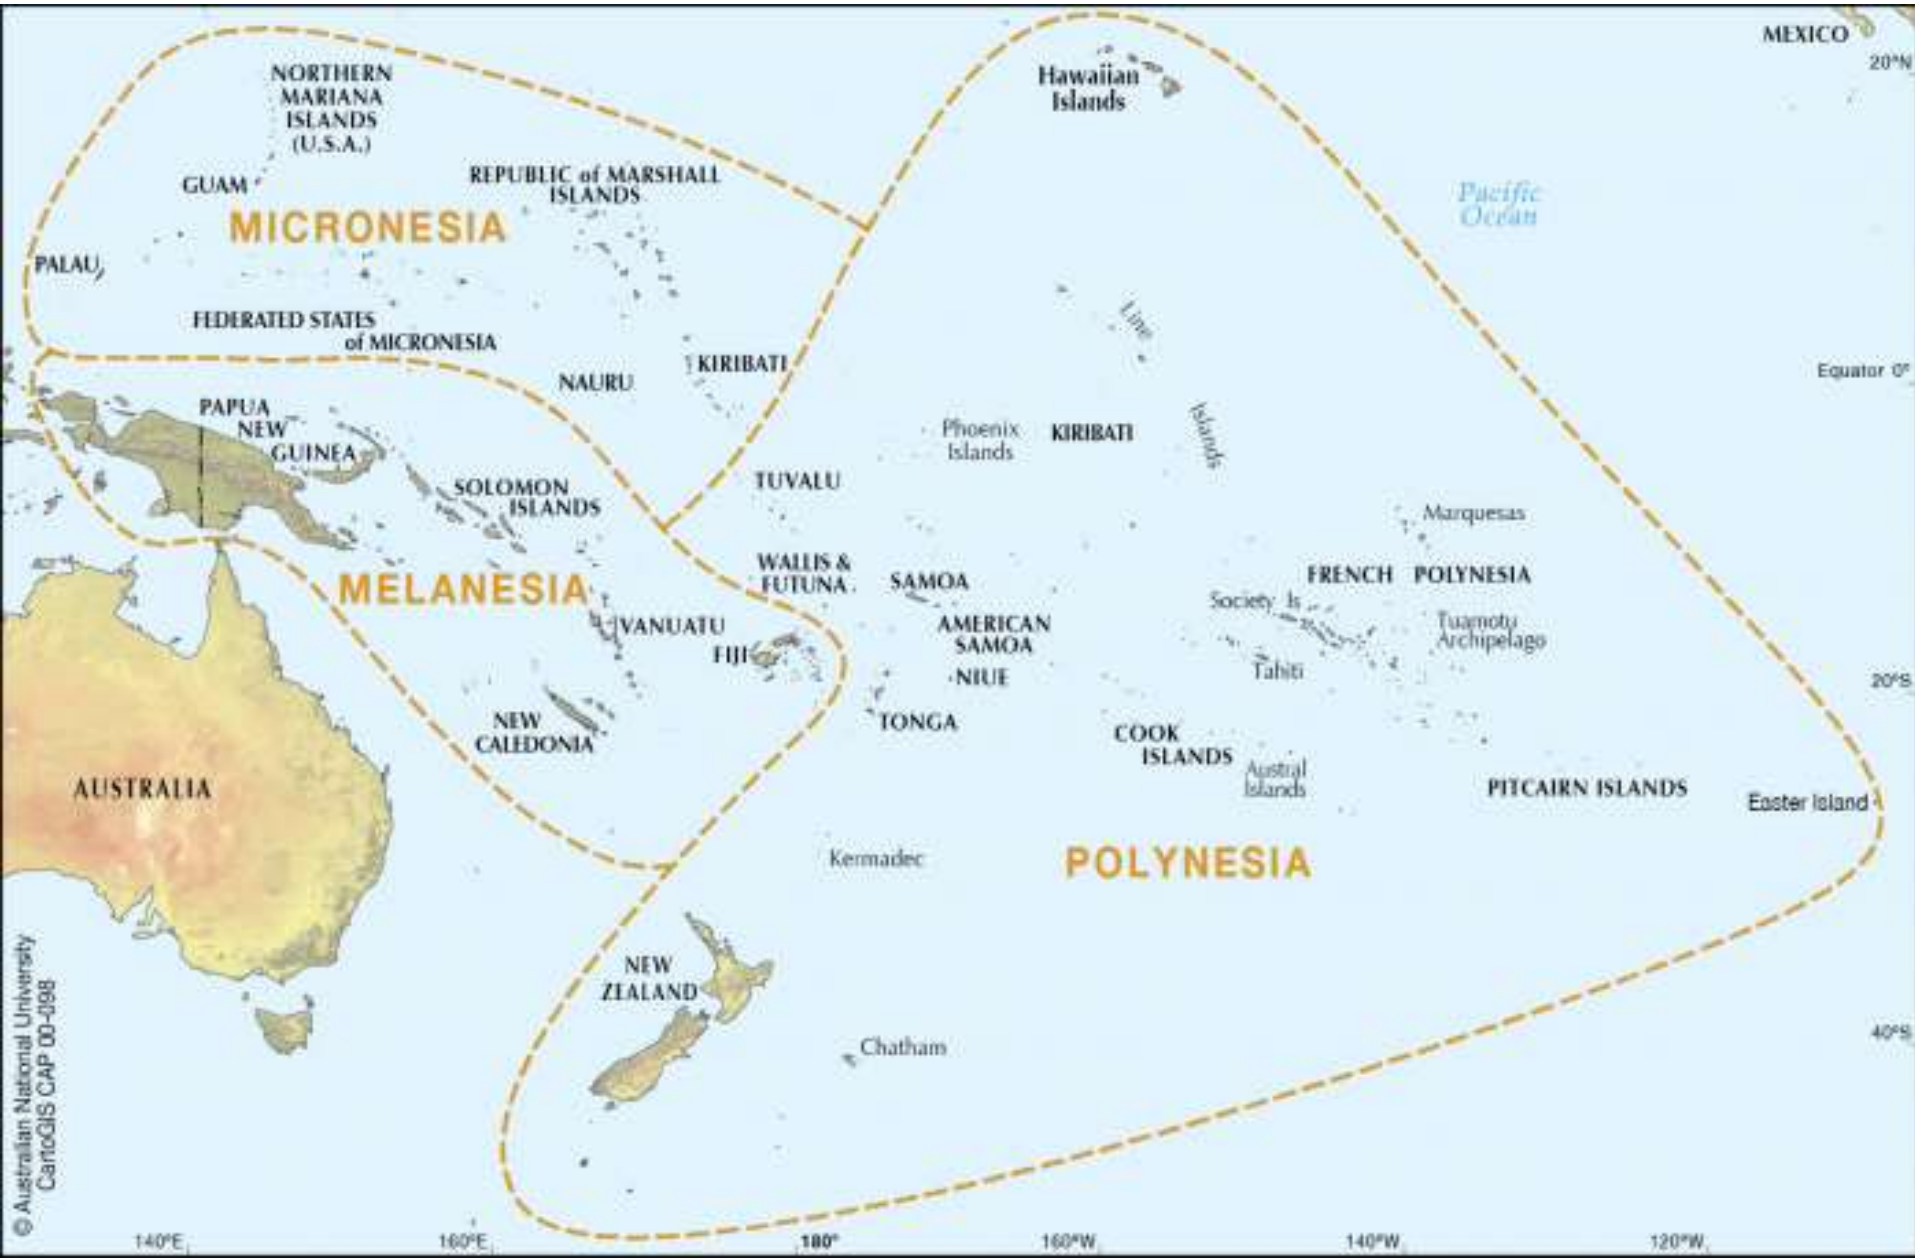 MEXICO
20°N
Hawaiian
Islands
NORTHERN
MARIANA
ISLANDS
(U.S.A.)
GUAM
REPUBLIC of MARSHALL
ISLANDS
Pacific
Ocean
MICRONESIA
PALAU
FEDERATED STATES
of MICRONESIA
Line
Islands
NAURU
KIRIBATI
Equator 0°
PAPUA
NEW
GUINEA
Phoenix
Islands
KIRIBATI
SOLOMON
ISLANDS
TUVALU
Marquesas
MELANESIA
WALLIS &
FUTUNA
SAMOA
FRENCH POLYNESIA
Society Is
VANUATU
AMERICAN
SAMOA
Tuamotu
Archipelago
FIJI
NIUE
Tahiti
20°S
NEW
CALEDONIA
TONGA
COOK
ISLANDS
Austral
Islands
AUSTRALIA
PITCAIRN ISLANDS
Easter Island
Kermadec
POLYNESIA
NEW
ZEALAND
Chatham
40°S
© Australian National University
CartoGIS CAP 00-098
140°E
160°E
180°
160°W
140°W
120°W